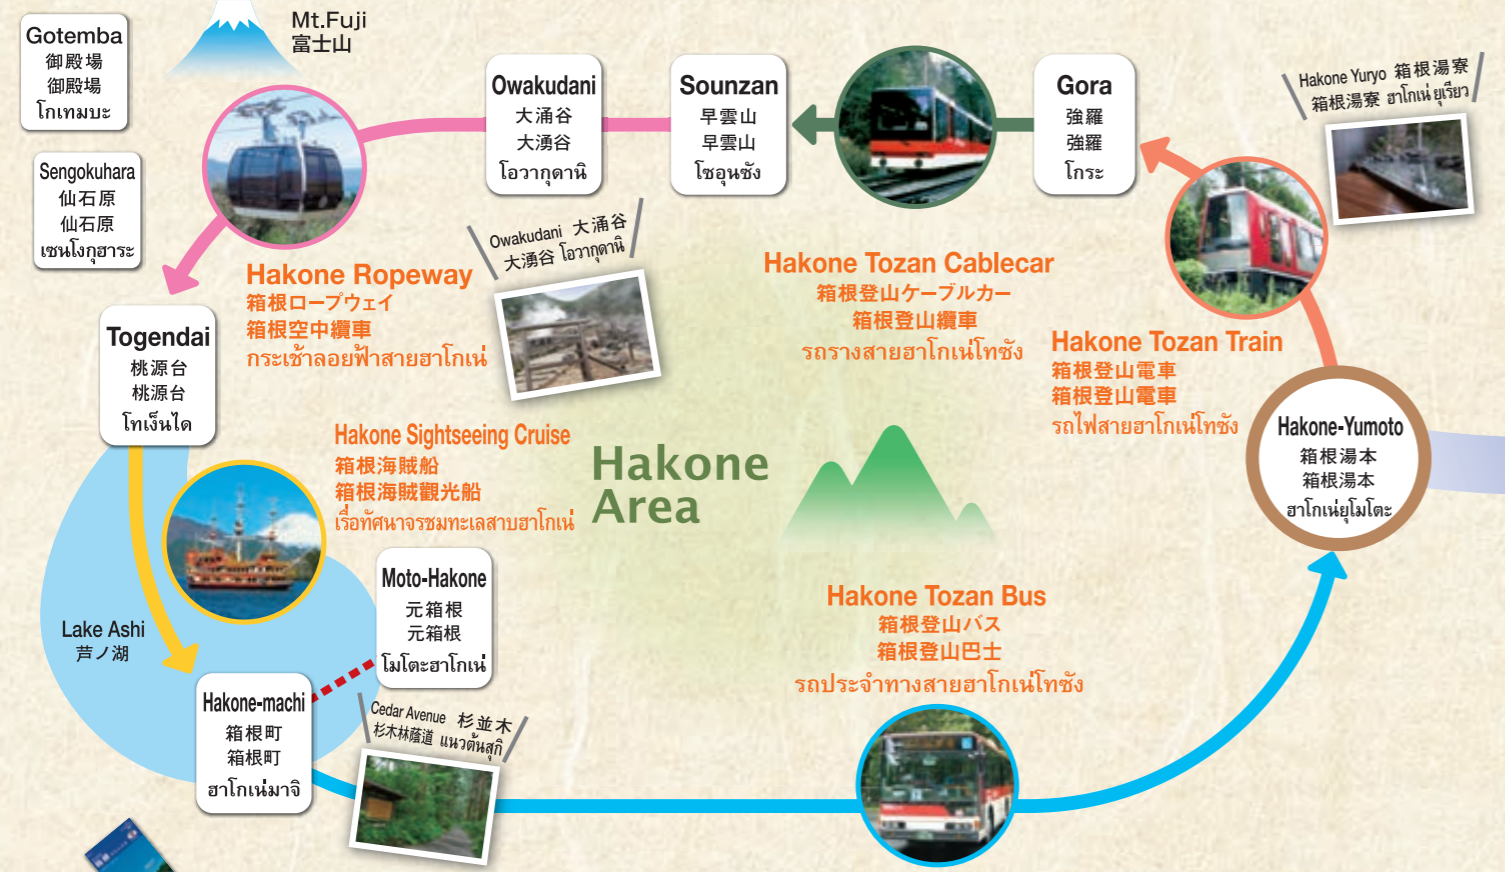 Gotemba
御殿場
御殿場
โกเทมบะ
Mt.Fuji
富士山
Sengokuhara
仙石原
仙石原
เซนโงกุฮาระ
Owakudani
大涌谷
大湧谷
โอวากุดานิ
Sounzan
早雲山
早雲山
โซอุนซัง
Gora
強羅
強羅
โกระ
Hakone Yuryo 箱根湯寮
箱根湯寮 ฮาโกเน่ ยุเรียว
Owakudani 大涌谷
大湧谷 โอวากุดานิ
Hakone Ropeway
箱根ロープウェイ
箱根空中纜車
กระเช้าลอยฟ้าสายฮาโกเน่
Hakone Tozan Cablecar
箱根登山ケーブルカー
箱根登山纜車
รถรางสายฮาโกเน่โทซัง
Hakone Tozan Train
箱根登山電車
箱根登山電車
รถไฟสายฮาโกเน่โทซัง
Togendai
桃源台
桃源台
โทเง็นได
Hakone-Yumoto
箱根湯本
箱根湯本
ฮาโกเน่ยุโมโตะ
Hakone Sightseeing Cruise
箱根海賊船
箱根海賊觀光船
เรือทัศนาจรชมทะเลสาบฮาโกเน่
Hakone
Area
Moto-Hakone
元箱根
元箱根
โมโตะฮาโกเน่
Lake Ashi
芦ノ湖
Hakone Tozan Bus
箱根登山バス
箱根登山巴士
รถประจำทางสายฮาโกเน่โทซัง
Hakone-machi
箱根町
箱根町
ฮาโกเน่มาจิ
Cedar Avenue 杉並木
杉木林蔭道 แนวต้นสุกิ